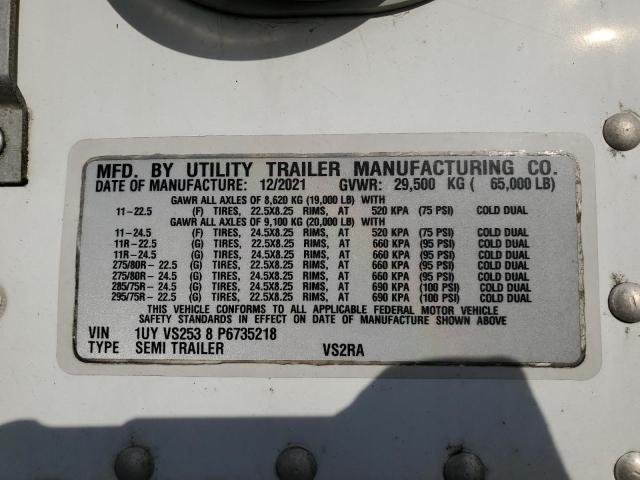 MFD. BY UTILITY TRAILER MANUFACTURING CO.
DATE OF MANUFACTURE: 12/2021 GVWR: 29,500 KG ( 65,000 LB)
GAWR ALL AXLES OF 8,620 KG (19,000 LB) WITH
11-22.5 (F) TIRES, 22.5X8.25 RIMS, AT 520 KPA (75 PSI) COLD DUAL
GAWR ALL AXLES OF 9,100 KG (20,000 LB) WITH
11-24.5 (F) TIRES, 24.5X8.25 RIMS, AT 520 KPA (75 PSI) COLD DUAL
11R-22.5 (G) TIRES, 22.5X8.25 RIMS, AT 660 KPA (95 PSI) COLD DUAL
11R-24.5 (G) TIRES, 24.5X8.25 RIMS, AT 660 KPA (95 PSI) COLD DUAL
275/80R-22.5 (G) TIRES, 22.5X8.25 RIMS, AT 660 KPA (95 PSI) COLD DUAL
275/80R-24.5 (G) TIRES, 24.5X8.25 RIMS, AT 660 KPA (95 PSI) COLD DUAL
285/75R-24.5 (G) TIRES, 24.5X8.25 RIMS, AT 690 KPA (100 PSI) COLD DUAL
295/75R-22.5 (G) TIRES, 22.5X8.25 RIMS, AT 690 KPA (100 PSI) COLD DUAL
THIS VEHICLE CONFORMS TO ALL APPLICABLE FEDERAL MOTOR VEHICLE
SAFETY STANDARDS IN EFFECT ON DATE OF MANUFACTURE SHOWN ABOVE
VIN 1UY VS253 8 P6735218
TYPE SEMI TRAILER VS2RA